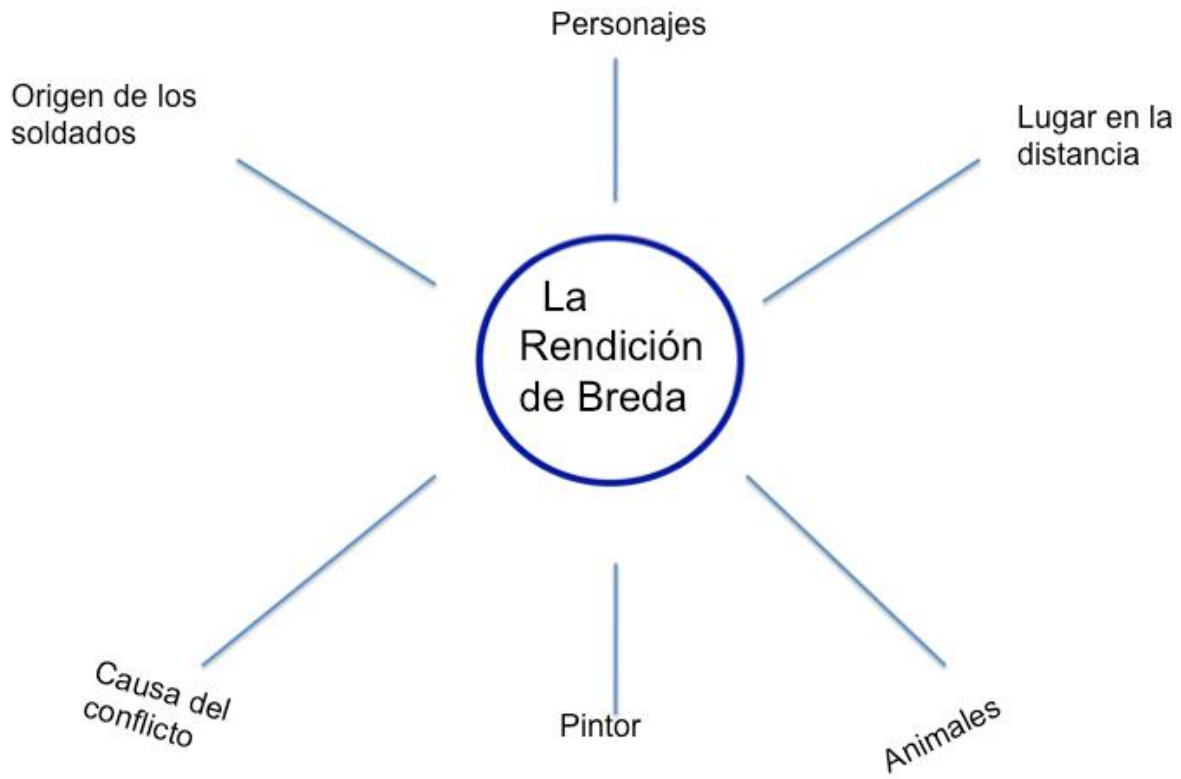 Personajes
Origen de los
soldados
Lugar en la
distancia
La
Rendición
de Breda
Causa del
conflicto
Pintor
Animales